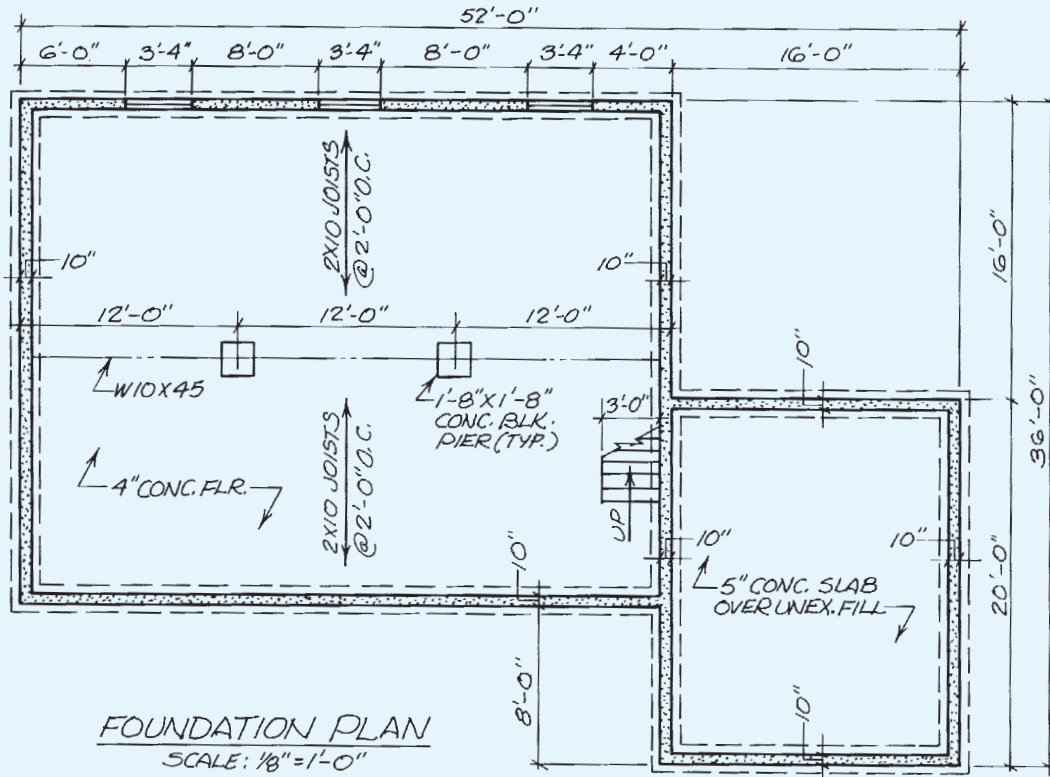 52'-0"
6'-0" 3'-4" 8'-0" 3'-4" 8'-0" 3'-4" 4'-0" 16'-0"
2X10 JOISTS
@ 2'-0" O.C.
10"
10"
16'-0"
12'-0" 12'-0" 12'-0"
10"
36'-0"
W10X45
1'-8" X 1'-8"
CONC. BLK.
PIER (TYP.)
3'-0"
4" CONC. FLR.
2X10 JOISTS
@ 2'-0" O.C.
UP
10"
10"
10"
5" CONC. SLAB
OVER UNEX. FILL
20'-0"
8'-0"
10"
FOUNDATION PLAN
SCALE: 1/8" = 1'-0"